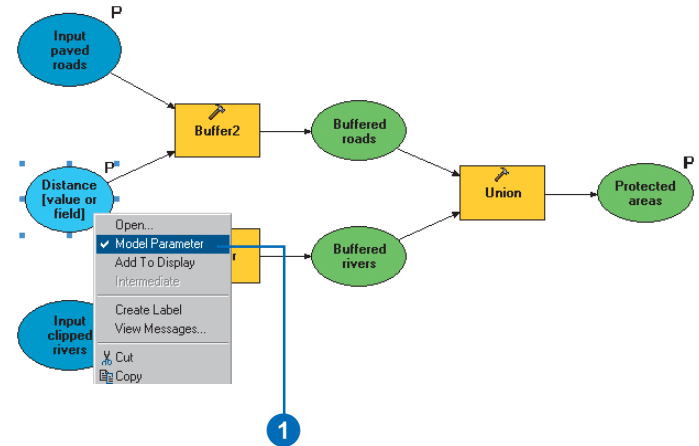 P
Input
paved
roads
Buffer2
Buffered
roads
P
Distance
[value or
field]
Union
P
Protected
areas
Open...
Model Parameter
Add To Display
Intermediate
Create Label
View Messages...
Cut
Copy
r
Buffered
rivers
Input
clipped
rivers
1